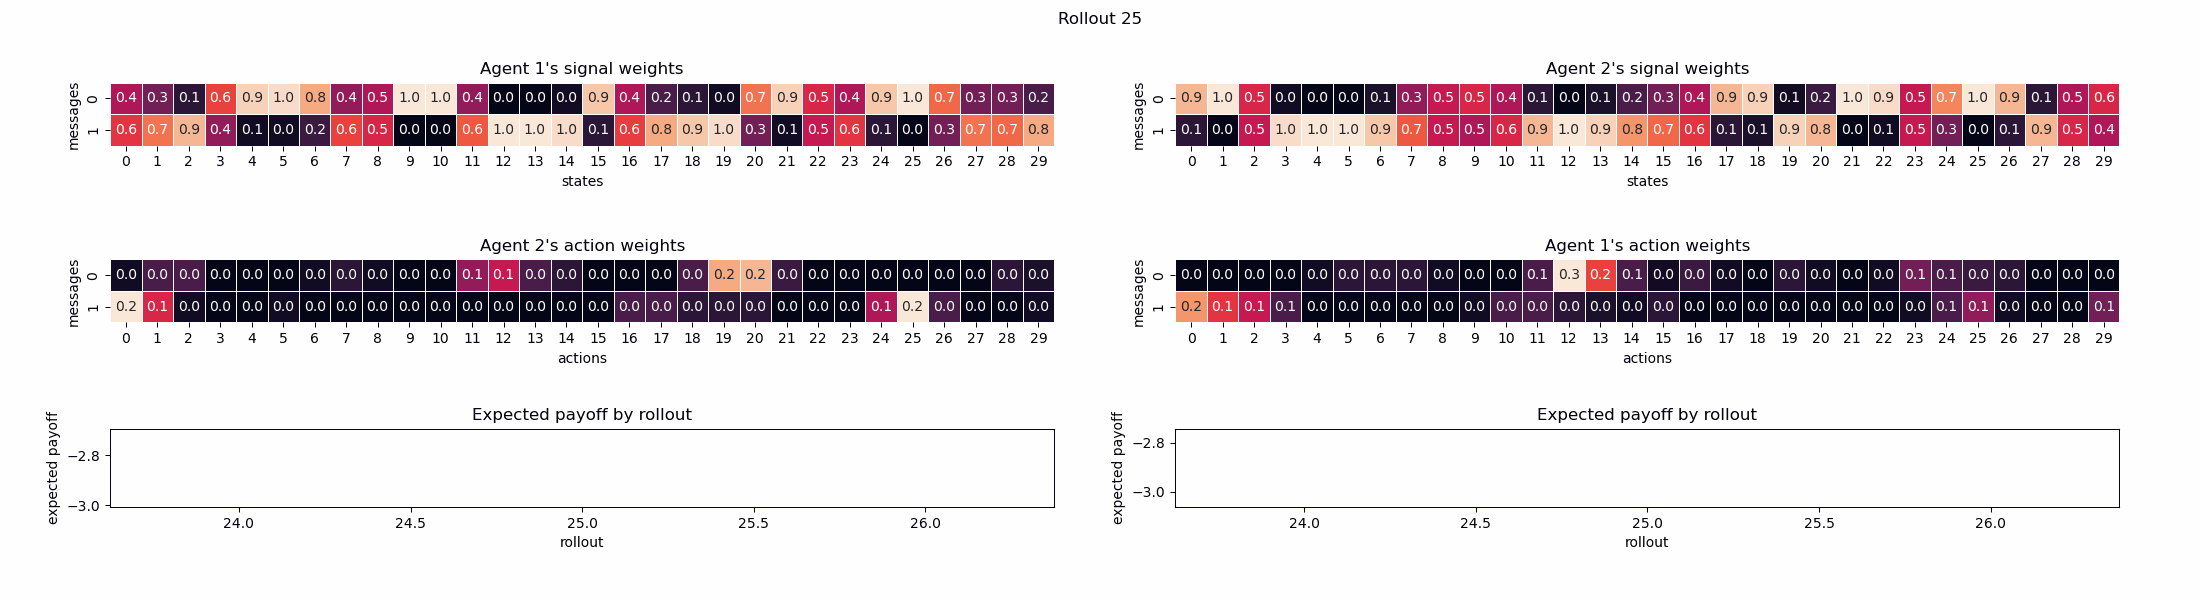 Rollout 25
Agent 1's signal weights
messages
0 0.4 0.3 0.1 0.6 0.9 1.0 0.8 0.4 0.5 1.0 1.0 0.4 0.0 0.0 0.0 0.9 0.4 0.2 0.1 0.0 0.7 0.9 0.5 0.4 0.9 1.0 0.7 0.3 0.3 0.2
1 0.6 0.7 0.9 0.4 0.1 0.0 0.2 0.6 0.5 0.0 0.0 0.6 1.0 1.0 1.0 0.1 0.6 0.8 0.9 1.0 0.3 0.1 0.5 0.6 0.1 0.0 0.3 0.7 0.7 0.8
0 1 2 3 4 5 6 7 8 9 10 11 12 13 14 15 16 17 18 19 20 21 22 23 24 25 26 27 28 29
states
Agent 2's signal weights
messages
0 0.9 1.0 0.5 0.0 0.0 0.0 0.1 0.3 0.5 0.5 0.4 0.1 0.0 0.1 0.2 0.3 0.4 0.9 0.9 0.1 0.2 1.0 0.9 0.5 0.7 1.0 0.9 0.1 0.5 0.6
1 0.1 0.0 0.5 1.0 1.0 1.0 0.9 0.7 0.5 0.5 0.6 0.9 1.0 0.9 0.8 0.7 0.6 0.1 0.1 0.9 0.8 0.0 0.1 0.5 0.3 0.0 0.1 0.9 0.5 0.4
0 1 2 3 4 5 6 7 8 9 10 11 12 13 14 15 16 17 18 19 20 21 22 23 24 25 26 27 28 29
states
Agent 2's action weights
messages
0 0.0 0.0 0.0 0.0 0.0 0.0 0.0 0.0 0.0 0.0 0.0 0.1 0.1 0.0 0.0 0.0 0.0 0.0 0.0 0.2 0.2 0.0 0.0 0.0 0.0 0.0 0.0 0.0 0.0 0.0
1 0.2 0.1 0.0 0.0 0.0 0.0 0.0 0.0 0.0 0.0 0.0 0.0 0.0 0.0 0.0 0.0 0.0 0.0 0.0 0.0 0.0 0.0 0.0 0.0 0.1 0.2 0.0 0.0 0.0 0.0
0 1 2 3 4 5 6 7 8 9 10 11 12 13 14 15 16 17 18 19 20 21 22 23 24 25 26 27 28 29
actions
Agent 1's action weights
messages
0 0.0 0.0 0.0 0.0 0.0 0.0 0.0 0.0 0.0 0.0 0.0 0.1 0.3 0.2 0.1 0.0 0.0 0.0 0.0 0.0 0.0 0.0 0.0 0.1 0.1 0.0 0.0 0.0 0.0 0.0
1 0.2 0.1 0.1 0.1 0.0 0.0 0.0 0.0 0.0 0.0 0.0 0.0 0.0 0.0 0.0 0.0 0.0 0.0 0.0 0.0 0.0 0.0 0.0 0.0 0.1 0.1 0.0 0.0 0.0 0.1
0 1 2 3 4 5 6 7 8 9 10 11 12 13 14 15 16 17 18 19 20 21 22 23 24 25 26 27 28 29
actions
Expected payoff by rollout
expected payoff
−2.8
−3.0
24.0 24.5 25.0 25.5 26.0
rollout
Expected payoff by rollout
expected payoff
−2.8
−3.0
24.0 24.5 25.0 25.5 26.0
rollout